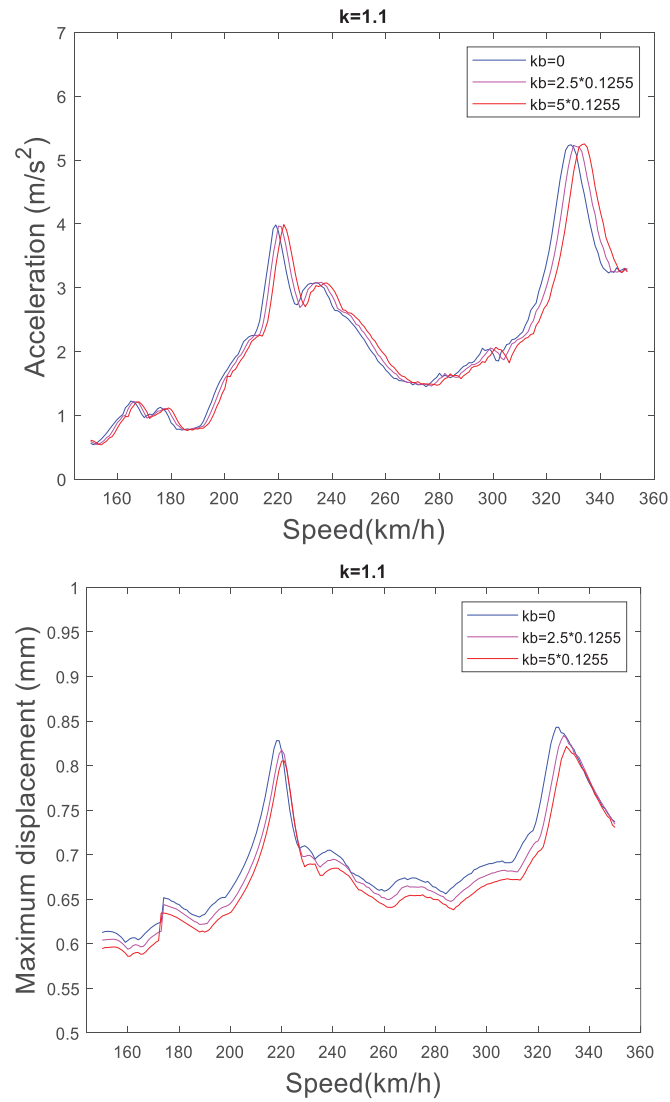 k=1.1
7
6
5
4
3
2
1
0
Acceleration (m/s²)
kb=0
kb=2.5*0.1255
kb=5*0.1255
160 180 200 220 240 260 280 300 320 340 360
Speed(km/h)
k=1.1
1
0.95
0.9
0.85
0.8
0.75
0.7
0.65
0.6
0.55
0.5
Maximum displacement (mm)
kb=0
kb=2.5*0.1255
kb=5*0.1255
160 180 200 220 240 260 280 300 320 340 360
Speed(km/h)